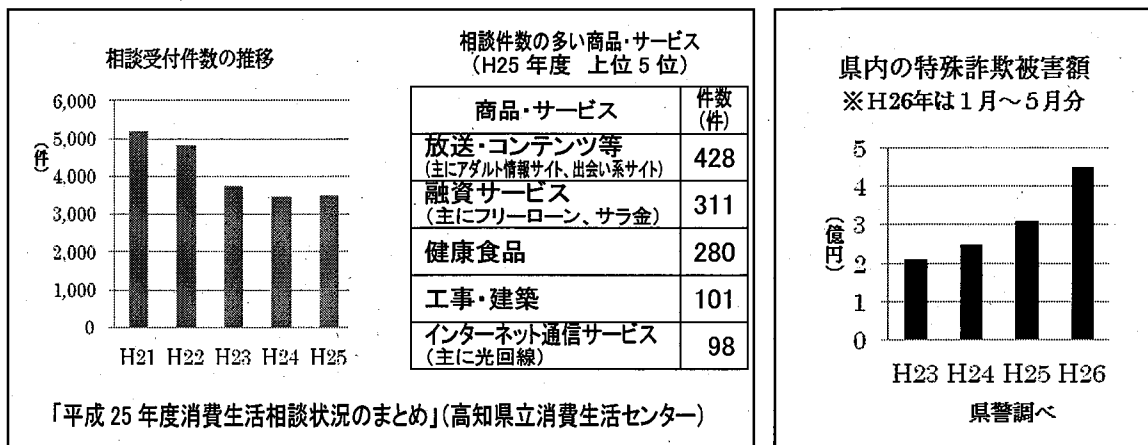 相談受付件数の推移
6,000
5,000
4,000
3,000
2,000
1,000
0
(件)
H21 H22 H23 H24 H25
相談件数の多い商品・サービス
(H25年度 上位5位)
商品・サービス 件数(件)
放送・コンテンツ等
(主にアダルト情報サイト、出会い系サイト) 428
融資サービス
(主にフリーローン、サラ金) 311
健康食品 280
工事・建築 101
インターネット通信サービス
(主に光回線) 98
「平成25年度消費生活相談状況のまとめ」(高知県立消費生活センター)
県内の特殊詐欺被害額
※H26年は1月～5月分
5
4
3
2
1
0
(億円)
H23 H24 H25 H26
県警調べ